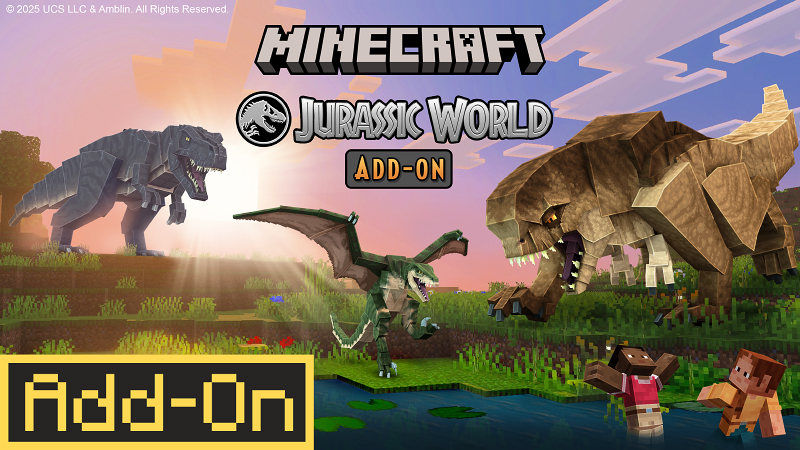 © 2025 UCS LLC & Amblin. All Rights Reserved.
MINECRAFT
JURASSIC WORLD
ADD-ON
Add-On